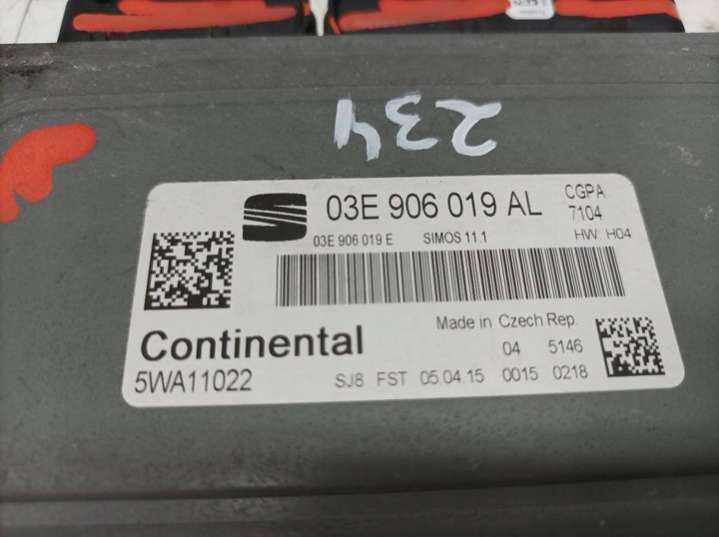 234
03E 906 019 AL
CGPA
7104
03E 906 019 E SIMOS 11.1 HW: H04
Made in Czech Rep.
Continental
04 5146
5WA11022
SJ8 FST 05.04.15 0015 0218